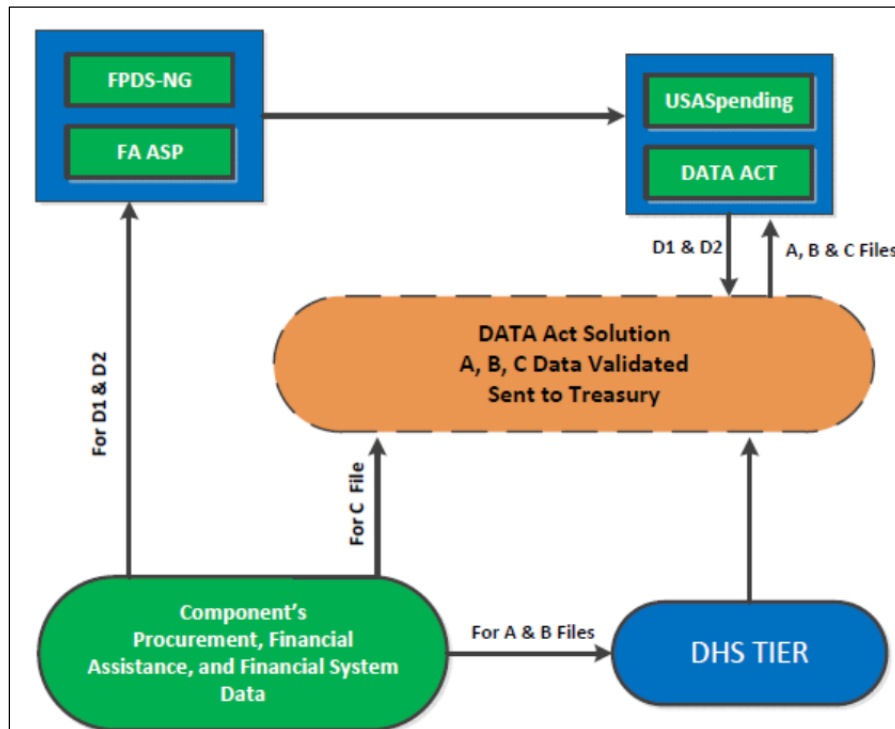 FPDS-NG
FA ASP
USASpending
DATA ACT
D1 & D2
A, B & C Files
DATA Act Solution
A, B, C Data Validated
Sent to Treasury
For D1 & D2
For C File
Component's
Procurement, Financial
Assistance, and Financial System
Data
For A & B Files
DHS TIER